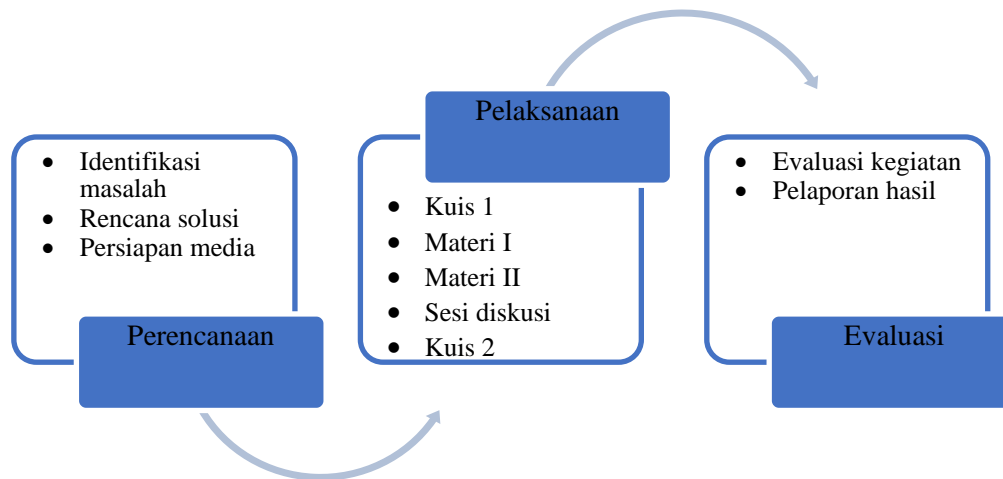 Identifikasi
masalah
Rencana solusi
Persiapan media
Perencanaan
Pelaksanaan
Kuis 1
Materi I
Materi II
Sesi diskusi
Kuis 2
Evaluasi kegiatan
Pelaporan hasil
Evaluasi